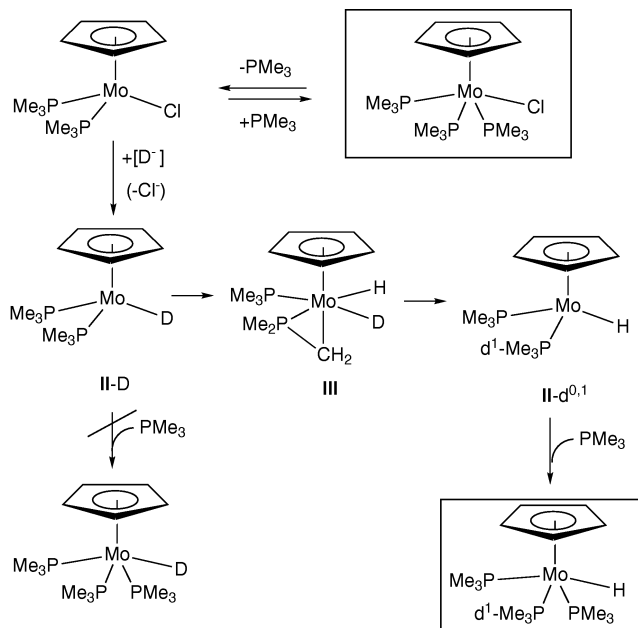 -PMe3
Mo
Mo
Me3P
Cl
Me3P
Cl
Me3P
+PMe3
Me3P
PMe3
+[D-]
(-Cl-)
Mo
Me3P
H
Mo
Mo
Me3P
D
Me3P
D
Me3P
H
Me2P
CH2
d1-Me3P
II-D
III
II-d0,1
PMe3
PMe3
Mo
Mo
Me3P
D
Me3P
H
Me3P
PMe3
d1-Me3P
PMe3